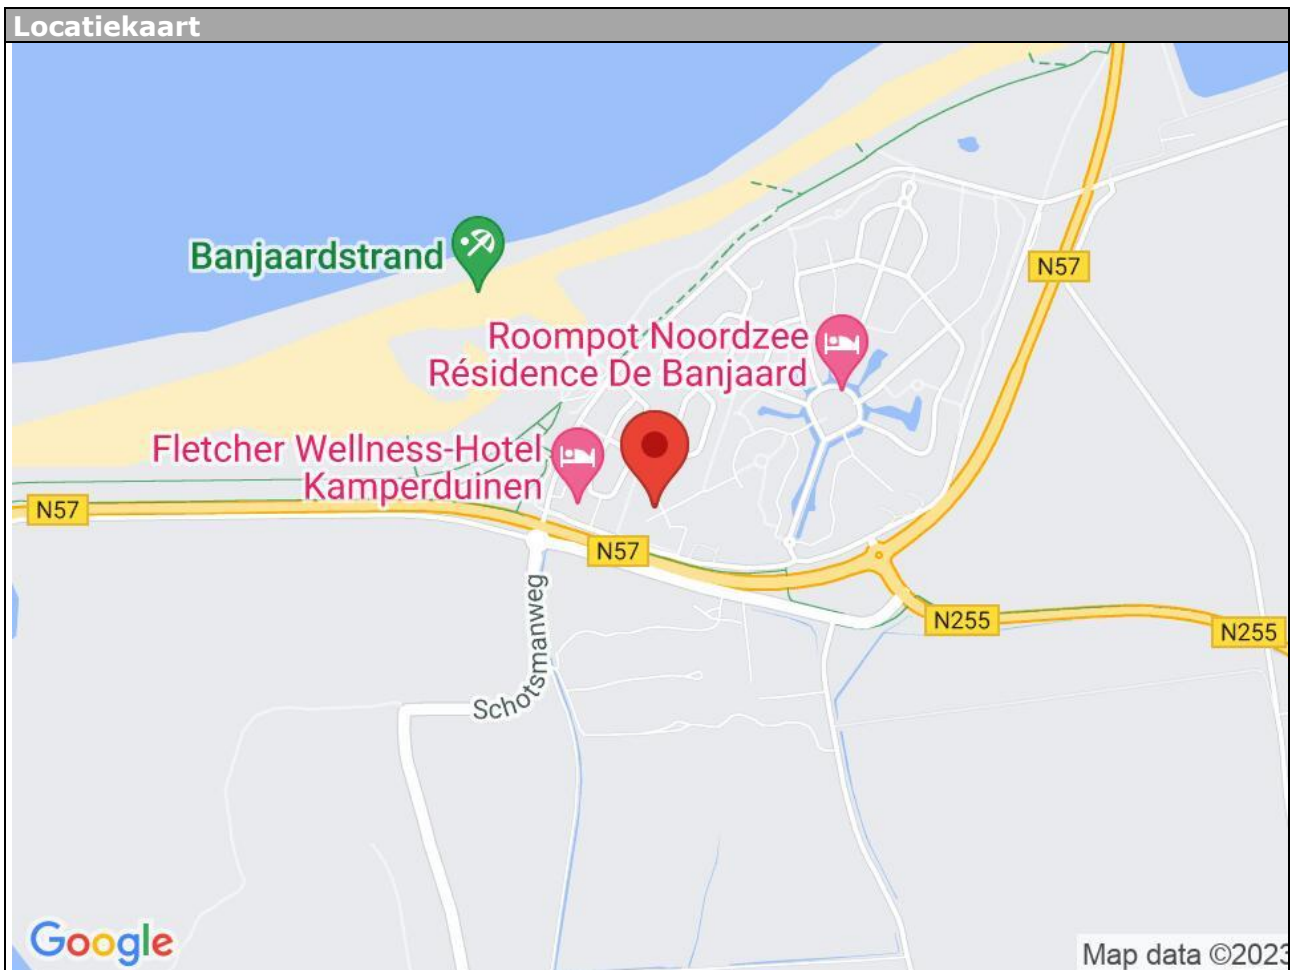 Locatiekaart
Banjaardstrand
N57
Roompot Noordzee
Résidence De Banjaard
Fletcher Wellness-Hotel
Kamperduinen
N57
N57
N255
N255
Schotsmanweg
Google
Map data ©2023